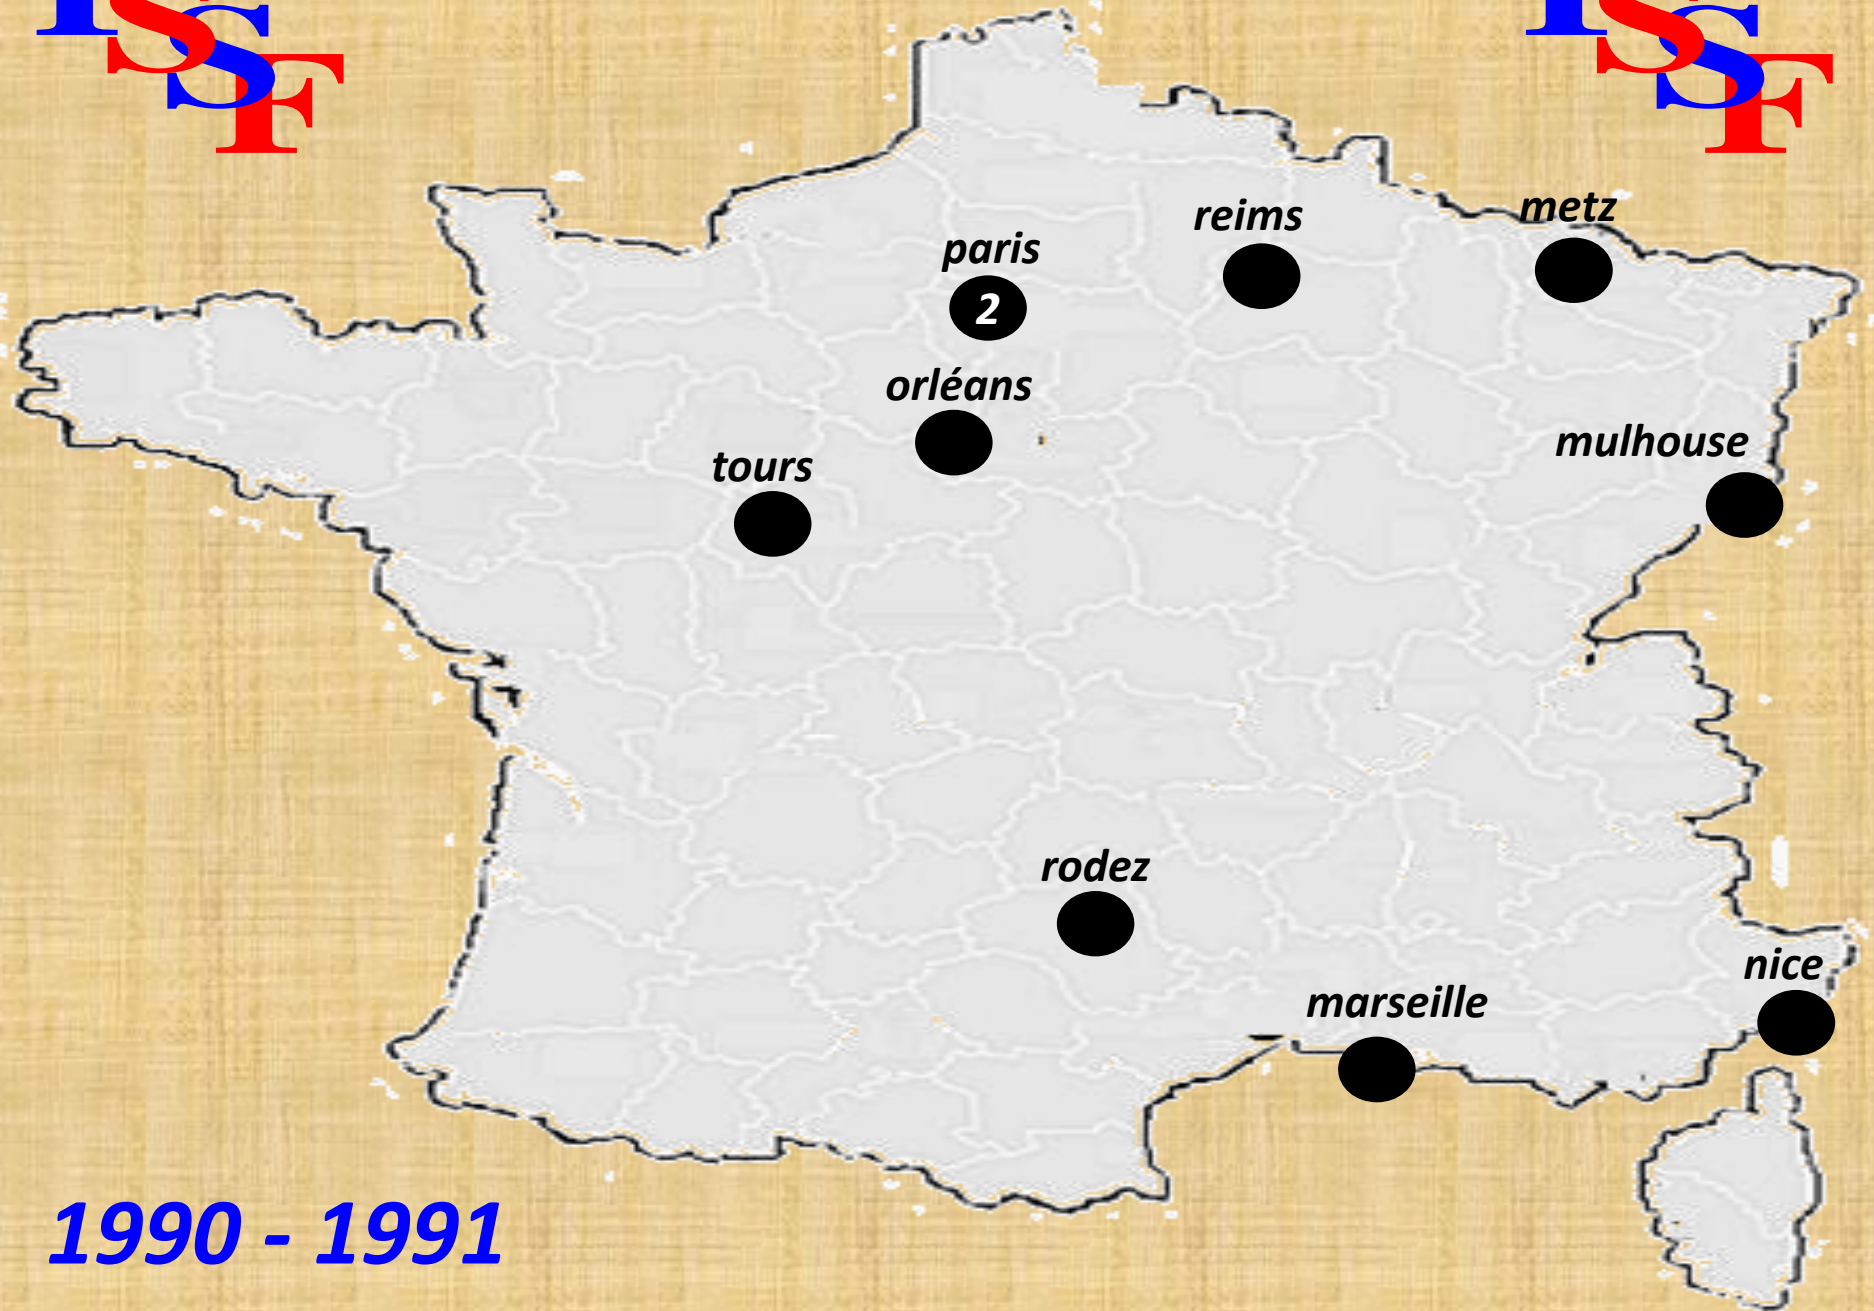 ISSF
ISSF
metz
reims
paris
2
orléans
mulhouse
tours
rodez
nice
marseille
1990 - 1991